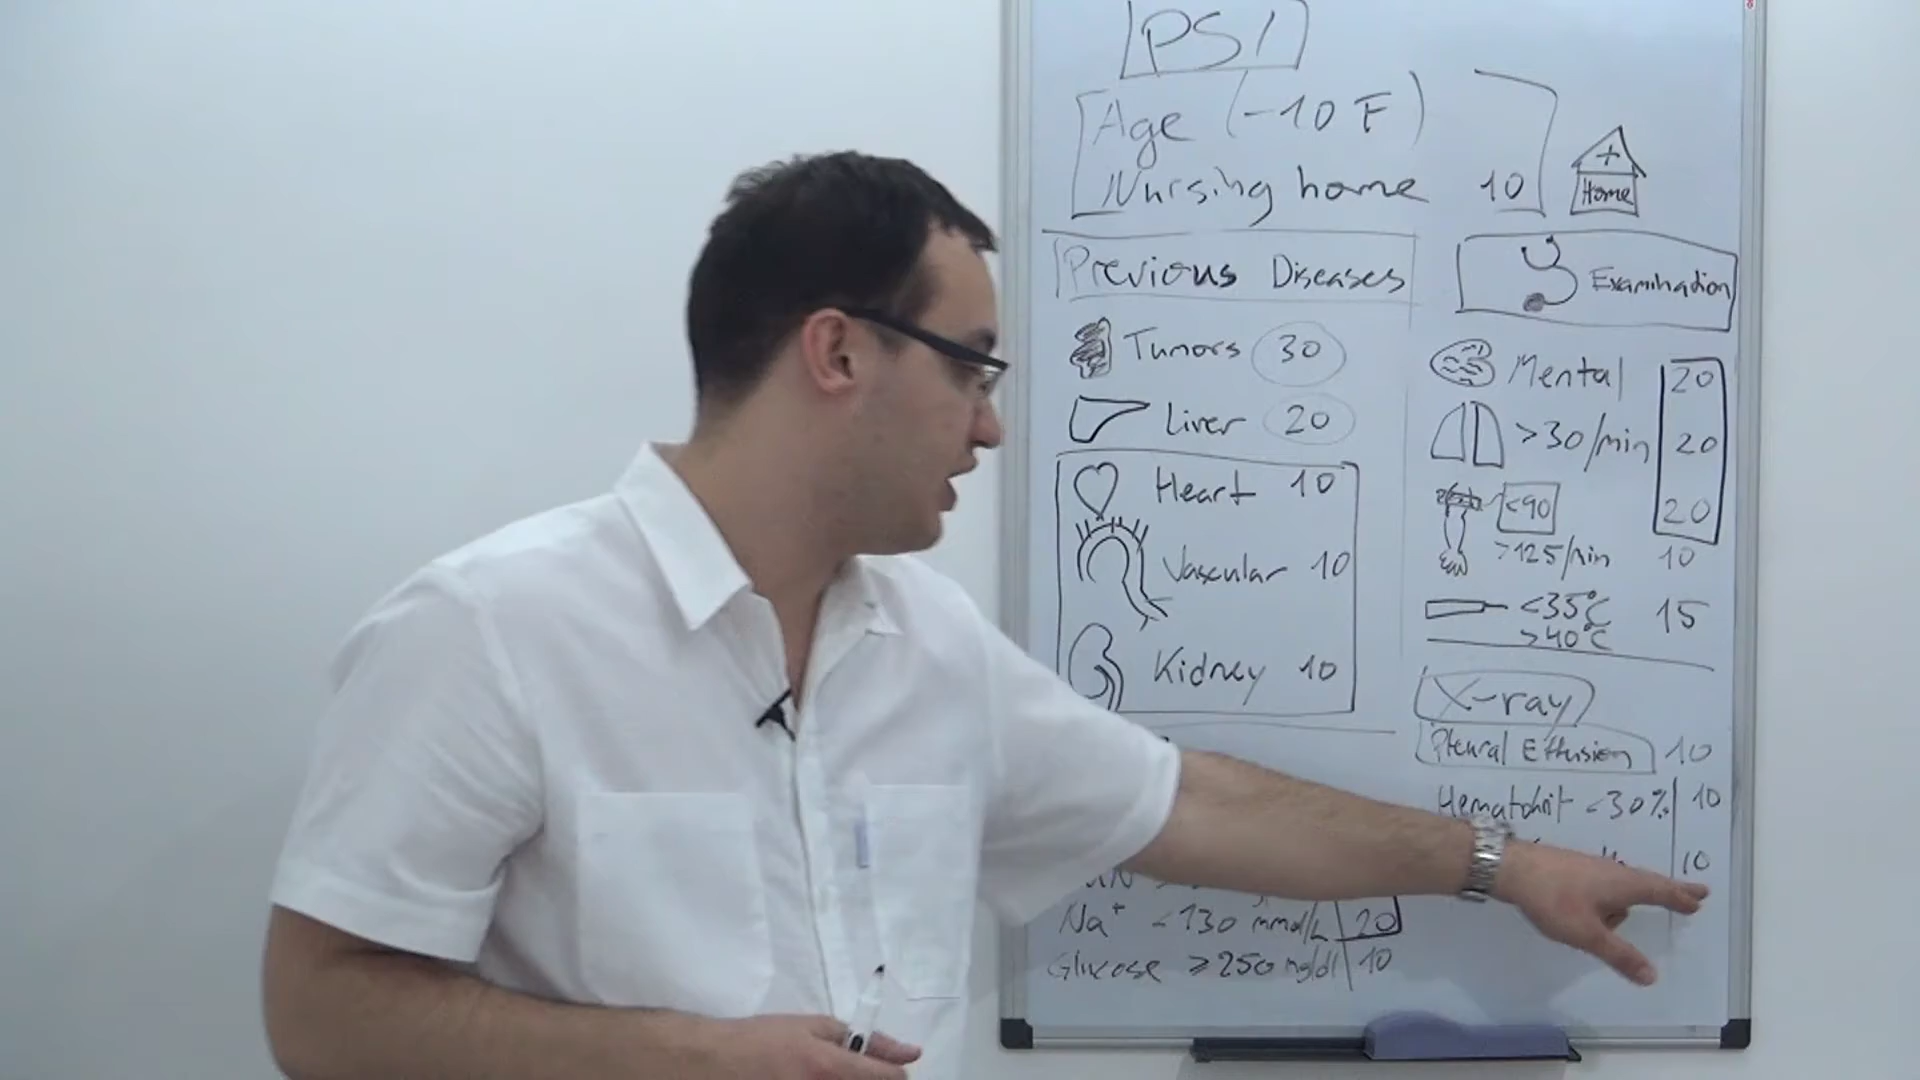 PSI
Age (-10 F)
Nursing home 10
Home
Previous Diseases
Tumors 30
Liver 20
Heart 10
Vascular 10
Kidney 10
Na+ <130 mmol/L 20
Glucose ≥250 mg/dl 10
Examination
Mental 20
>30/min 20
<90 20
>125/min 10
<35°C 15
>40°C
X-ray
Pleural Effusion 10
Hematokrit <30% 10
10